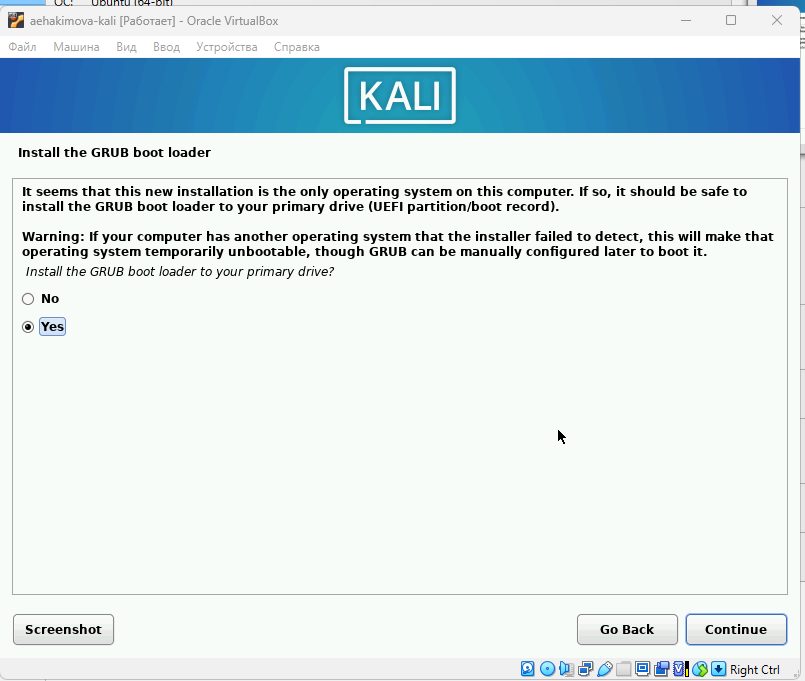 ОС: Ubuntu (64-bit)
aehakimova-kali [Работает] - Oracle VirtualBox
Файл Машина Вид Ввод Устройства Справка
KALI
Install the GRUB boot loader
It seems that this new installation is the only operating system on this computer. If so, it should be safe to
install the GRUB boot loader to your primary drive (UEFI partition/boot record).
Warning: If your computer has another operating system that the installer failed to detect, this will make that
operating system temporarily unbootable, though GRUB can be manually configured later to boot it.
Install the GRUB boot loader to your primary drive?
No
Yes
Screenshot Go Back Continue
Right Ctrl